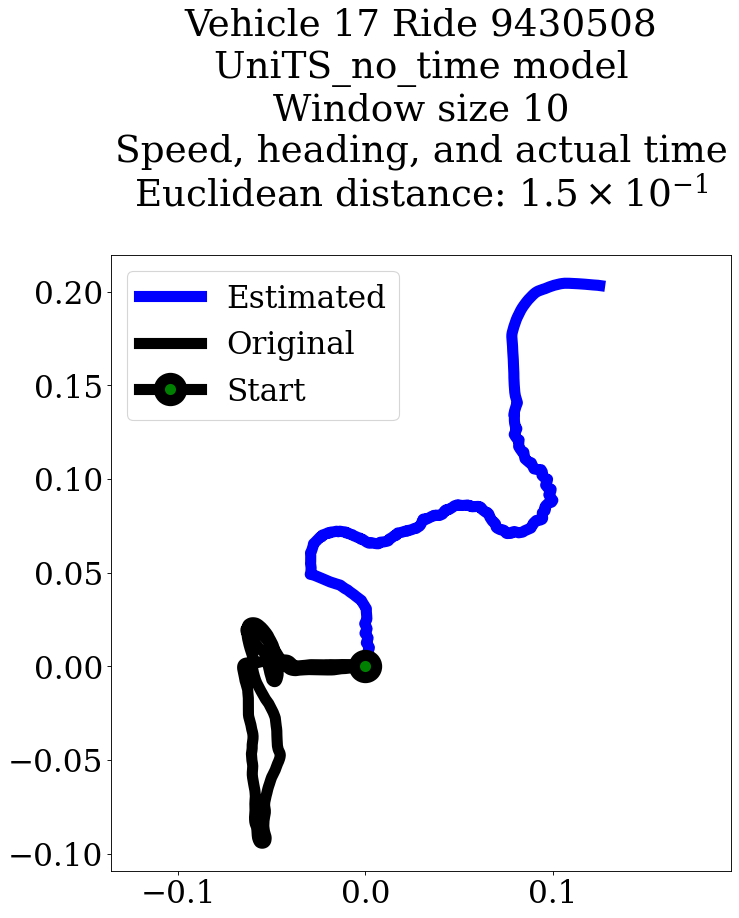 Vehicle 17 Ride 9430508
UniTS_no_time model
Window size 10
Speed, heading, and actual time
Euclidean distance: 1.5 × 10⁻¹
Estimated
Original
Start
0.20
0.15
0.10
0.05
0.00
−0.05
−0.10
−0.1 0.0 0.1